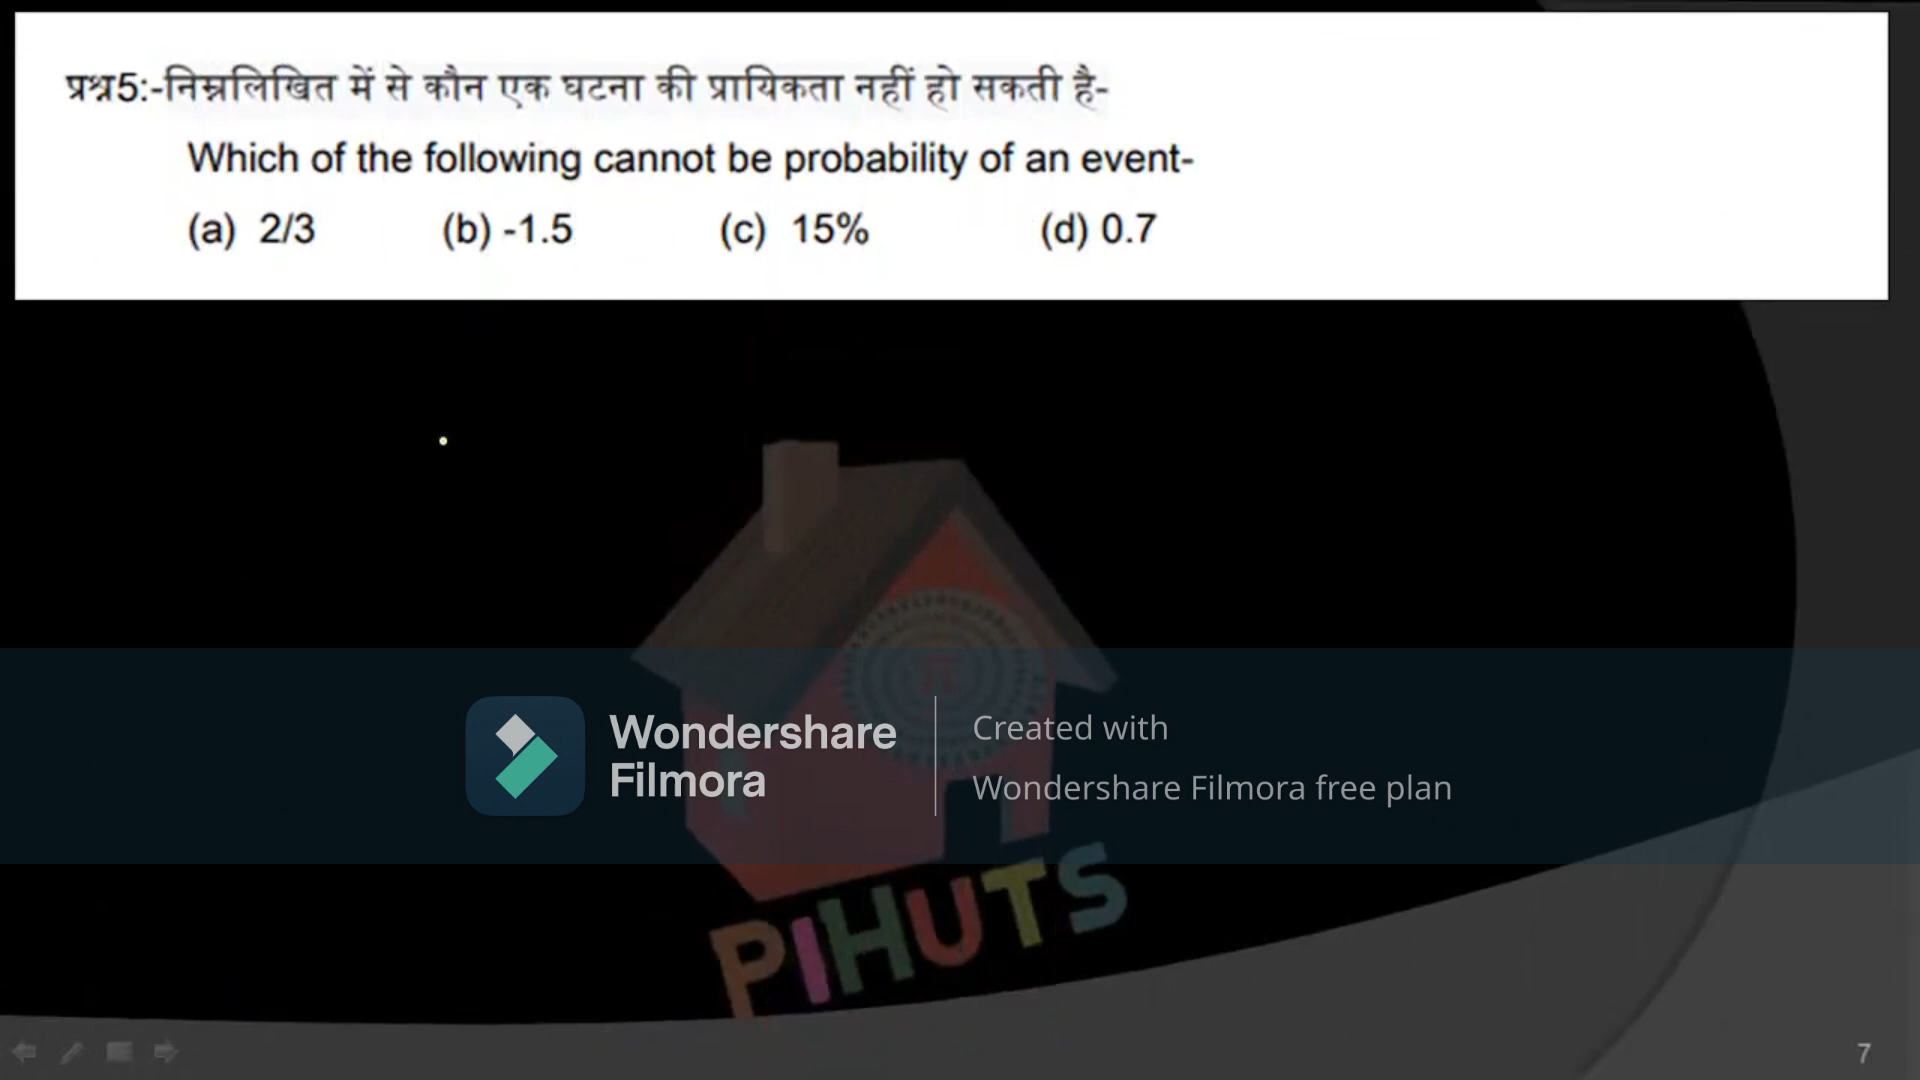 प्रश्न5:-निम्नलिखित में से कौन एक घटना की प्रायिकता नहीं हो सकती है-
Which of the following cannot be probability of an event-
(a) 2/3 (b) -1.5 (c) 15% (d) 0.7
π
Wondershare
Filmora
Created with
Wondershare Filmora free plan
PIHUTS
7